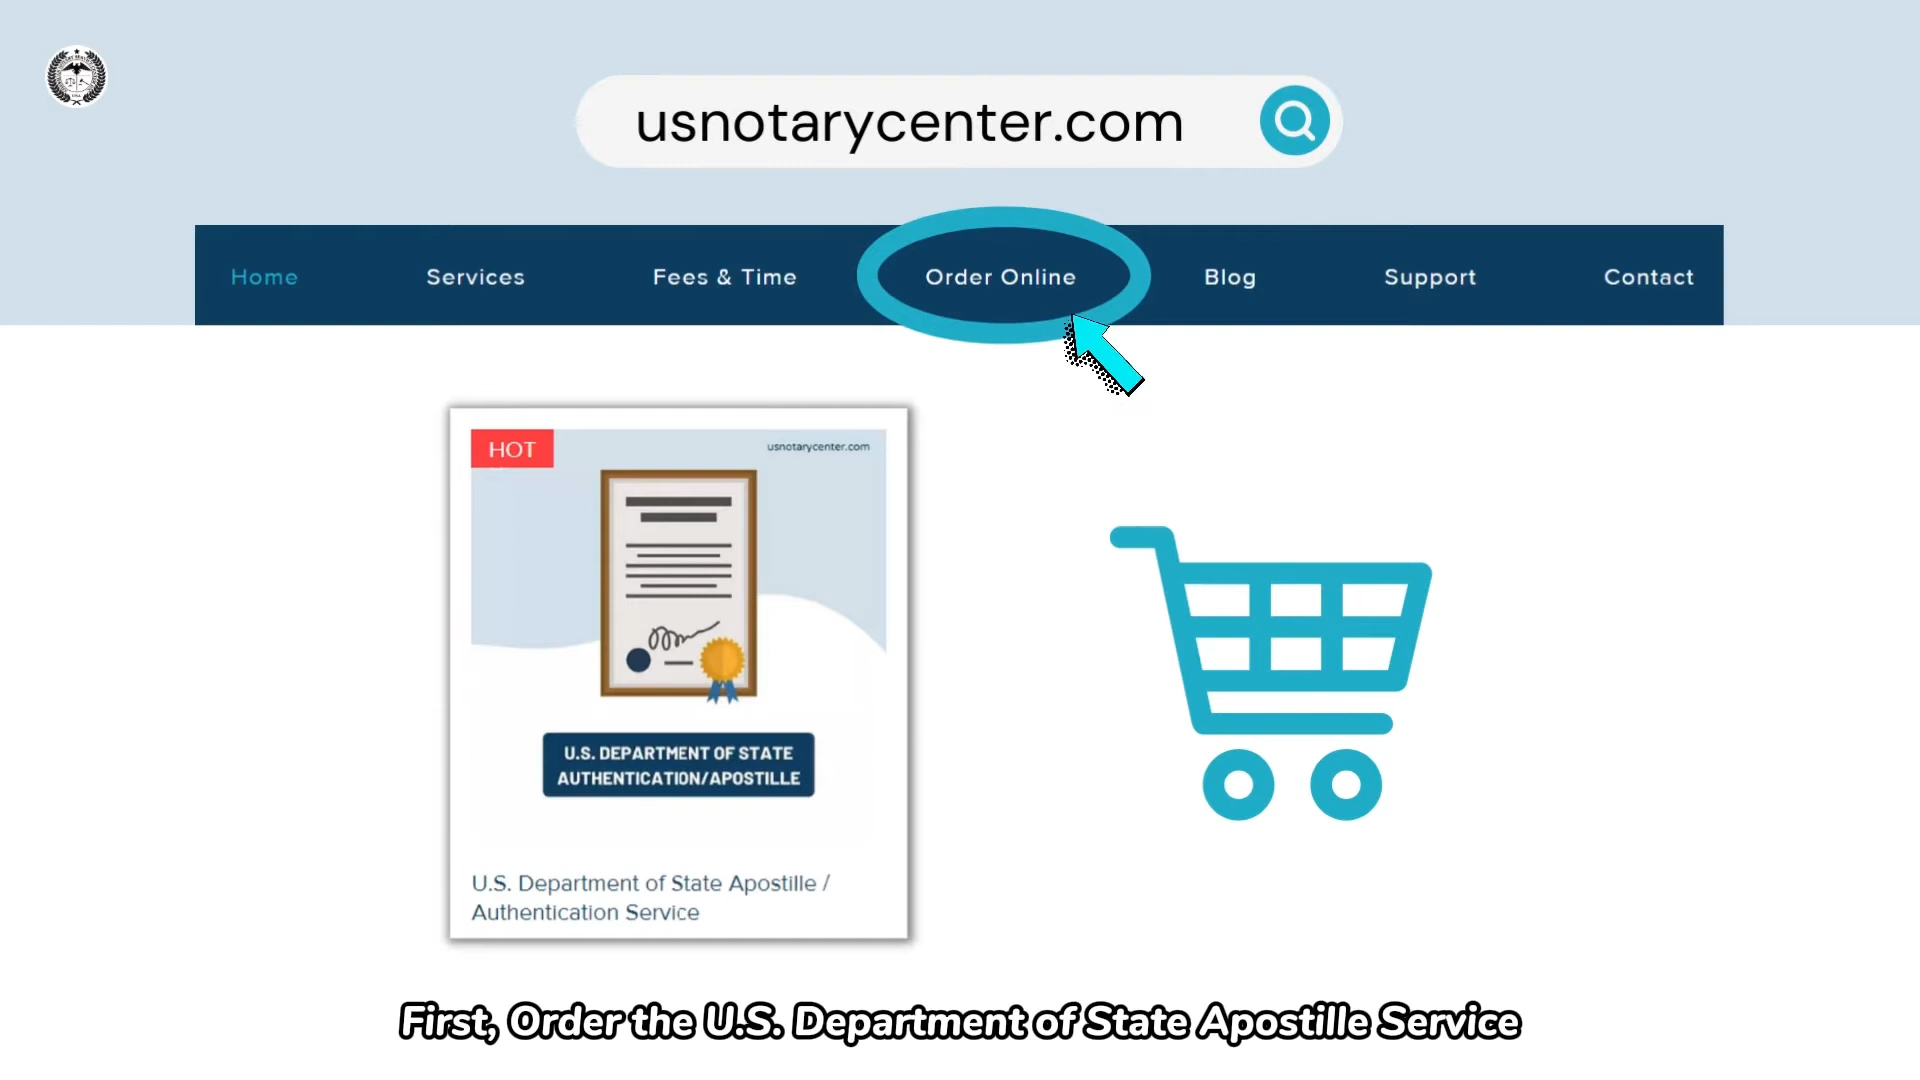 usnotarycenter.com
Home Services Fees & Time Order Online Blog Support Contact
HOT
usnotarycenter.com
U.S. DEPARTMENT OF STATE
AUTHENTICATION/APOSTILLE
U.S. Department of State Apostille /
Authentication Service
First, Order the U.S. Department of State Apostille Service